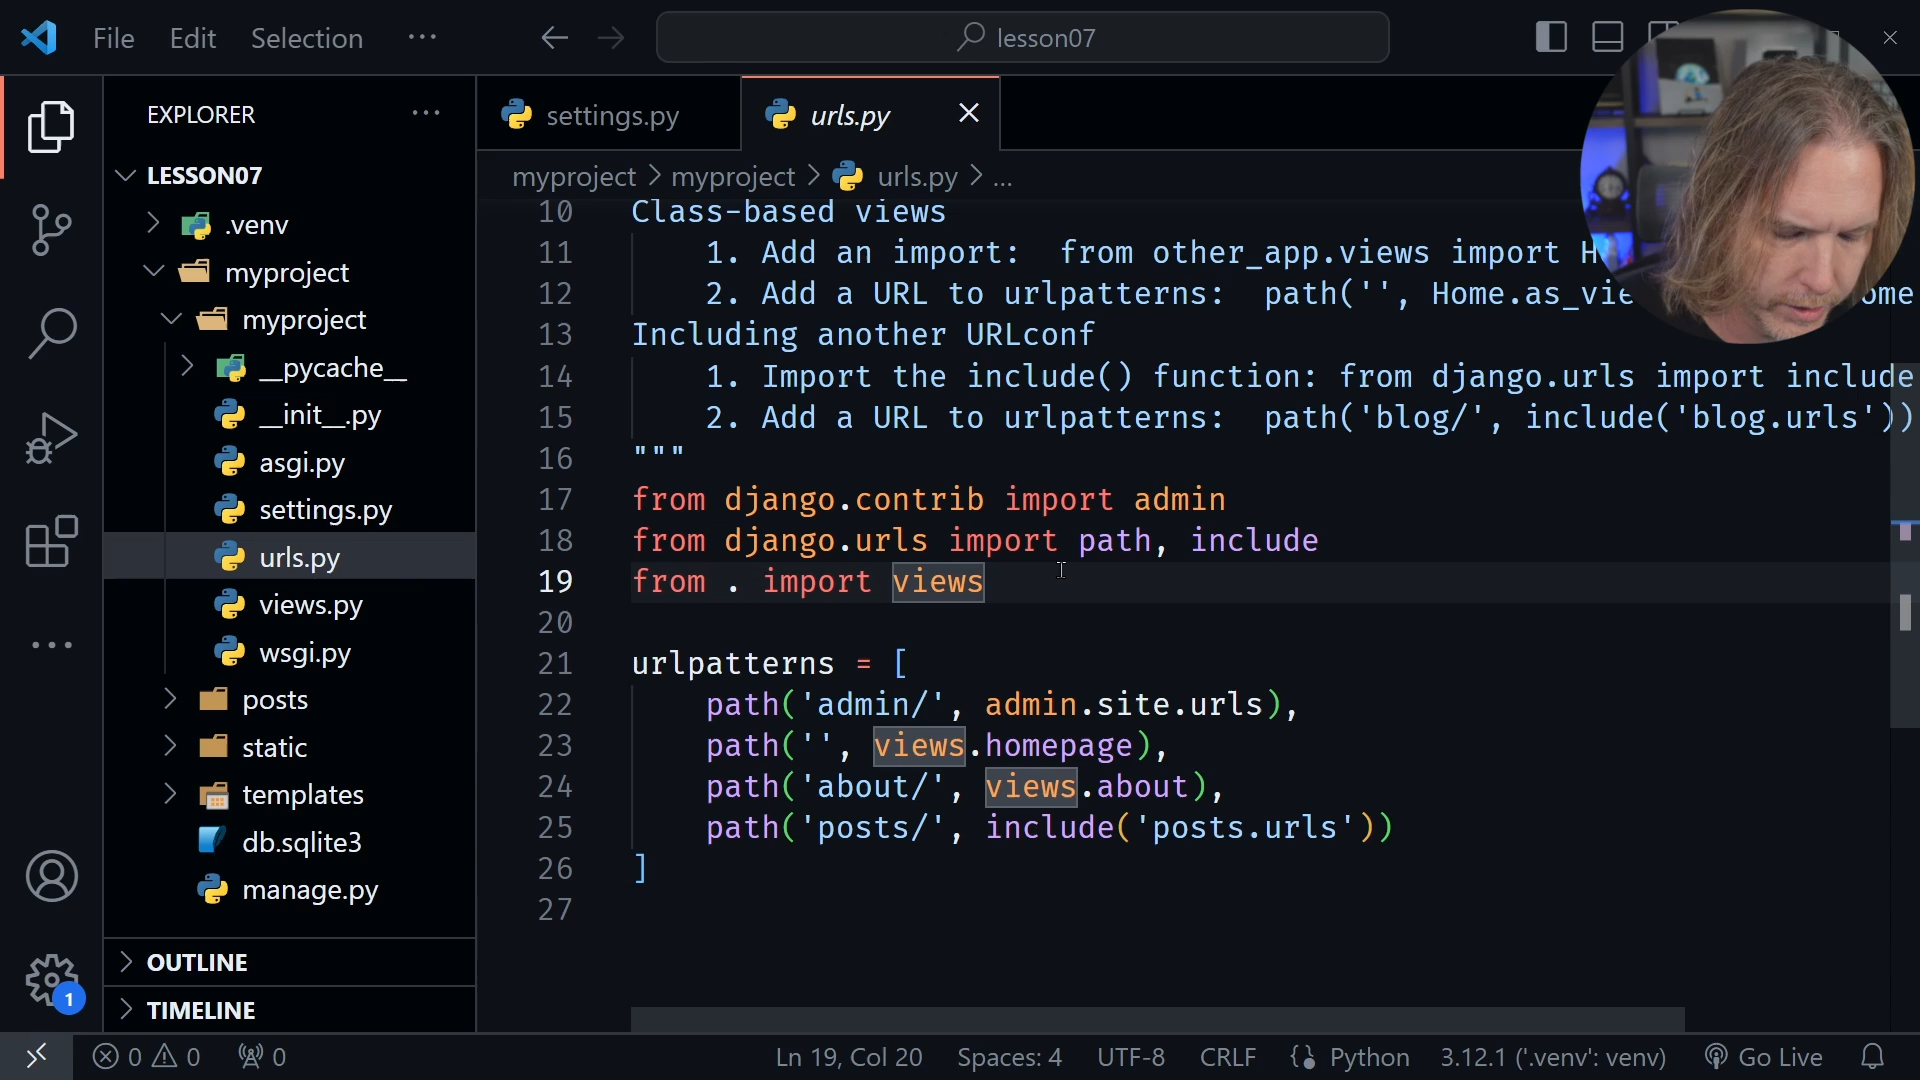 File Edit Selection ··· lesson07
EXPLORER ···
LESSON07
.venv
myproject
myproject
__pycache__
__init__.py
asgi.py
settings.py
urls.py
views.py
wsgi.py
posts
static
templates
db.sqlite3
manage.py
OUTLINE
TIMELINE
1
settings.py urls.py
myproject > myproject > urls.py > ...
10 Class-based views
11 1. Add an import:  from other_app.views import
12 2. Add a URL to urlpatterns:  path('',
13 Including another URLconf
14 1. Import the include() function: from django.urls import include
15 2. Add a URL to urlpatterns:  path('blog/', include('blog.urls'))
16 """
17 from django.contrib import admin
18 from django.urls import path, include
19 from . import views
20
21 urlpatterns = [
22 path('admin/', admin.site.urls),
23 path('', views.homepage),
24 path('about/', views.about),
25 path('posts/', include('posts.urls'))
26 ]
27
0 0 0 Ln 19, Col 20 Spaces: 4 UTF-8 CRLF Python 3.12.1 ('.venv': venv) Go Live